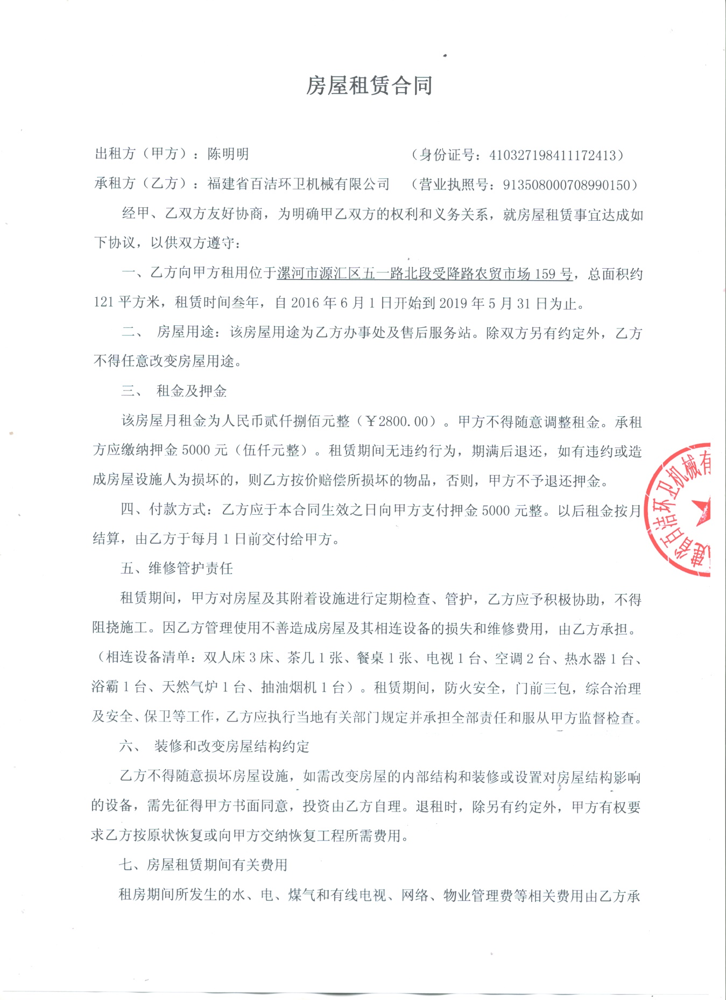 房屋租赁合同
出租方（甲方）：陈明明 （身份证号：410327198411172413）
承租方（乙方）：福建省百洁环卫机械有限公司 （营业执照号：913508000708990150）
经甲、乙双方友好协商，为明确甲乙双方的权利和义务关系，就房屋租赁事宜达成如
下协议，以供双方遵守：
一、乙方向甲方租用位于漯河市源汇区五一路北段受降路农贸市场 159 号，总面积约
121 平方米，租赁时间叁年，自 2016 年 6 月 1 日开始到 2019 年 5 月 31 日为止。
二、 房屋用途：该房屋用途为乙方办事处及售后服务站。除双方另有约定外，乙方
不得任意改变房屋用途。
三、 租金及押金
该房屋月租金为人民币贰仟捌佰元整（￥2800.00）。甲方不得随意调整租金。承租
方应缴纳押金 5000 元（伍仟元整）。租赁期间无违约行为，期满后退还，如有违约或造
成房屋设施人为损坏的，则乙方按价赔偿所损坏的物品，否则，甲方不予退还押金。
四、付款方式：乙方应于本合同生效之日向甲方支付押金 5000 元整。以后租金按月
结算，由乙方于每月 1 日前交付给甲方。
五、维修管护责任
租赁期间，甲方对房屋及其附着设施进行定期检查、管护，乙方应予积极协助，不得
阻挠施工。因乙方管理使用不善造成房屋及其相连设备的损失和维修费用，由乙方承担。
（相连设备清单：双人床 3 床、茶几 1 张、餐桌 1 张、电视 1 台、空调 2 台、热水器 1 台、
浴霸 1 台、天然气炉 1 台、抽油烟机 1 台）。租赁期间，防火安全，门前三包，综合治理
及安全、保卫等工作，乙方应执行当地有关部门规定并承担全部责任和服从甲方监督检查。
六、 装修和改变房屋结构约定
乙方不得随意损坏房屋设施，如需改变房屋的内部结构和装修或设置对房屋结构影响
的设备，需先征得甲方书面同意，投资由乙方自理。退租时，除另有约定外，甲方有权要
求乙方按原状恢复或向甲方交纳恢复工程所需费用。
七、房屋租赁期间有关费用
租房期间所发生的水、电、煤气和有线电视、网络、物业管理费等相关费用由乙方承
建省百洁环卫机械有